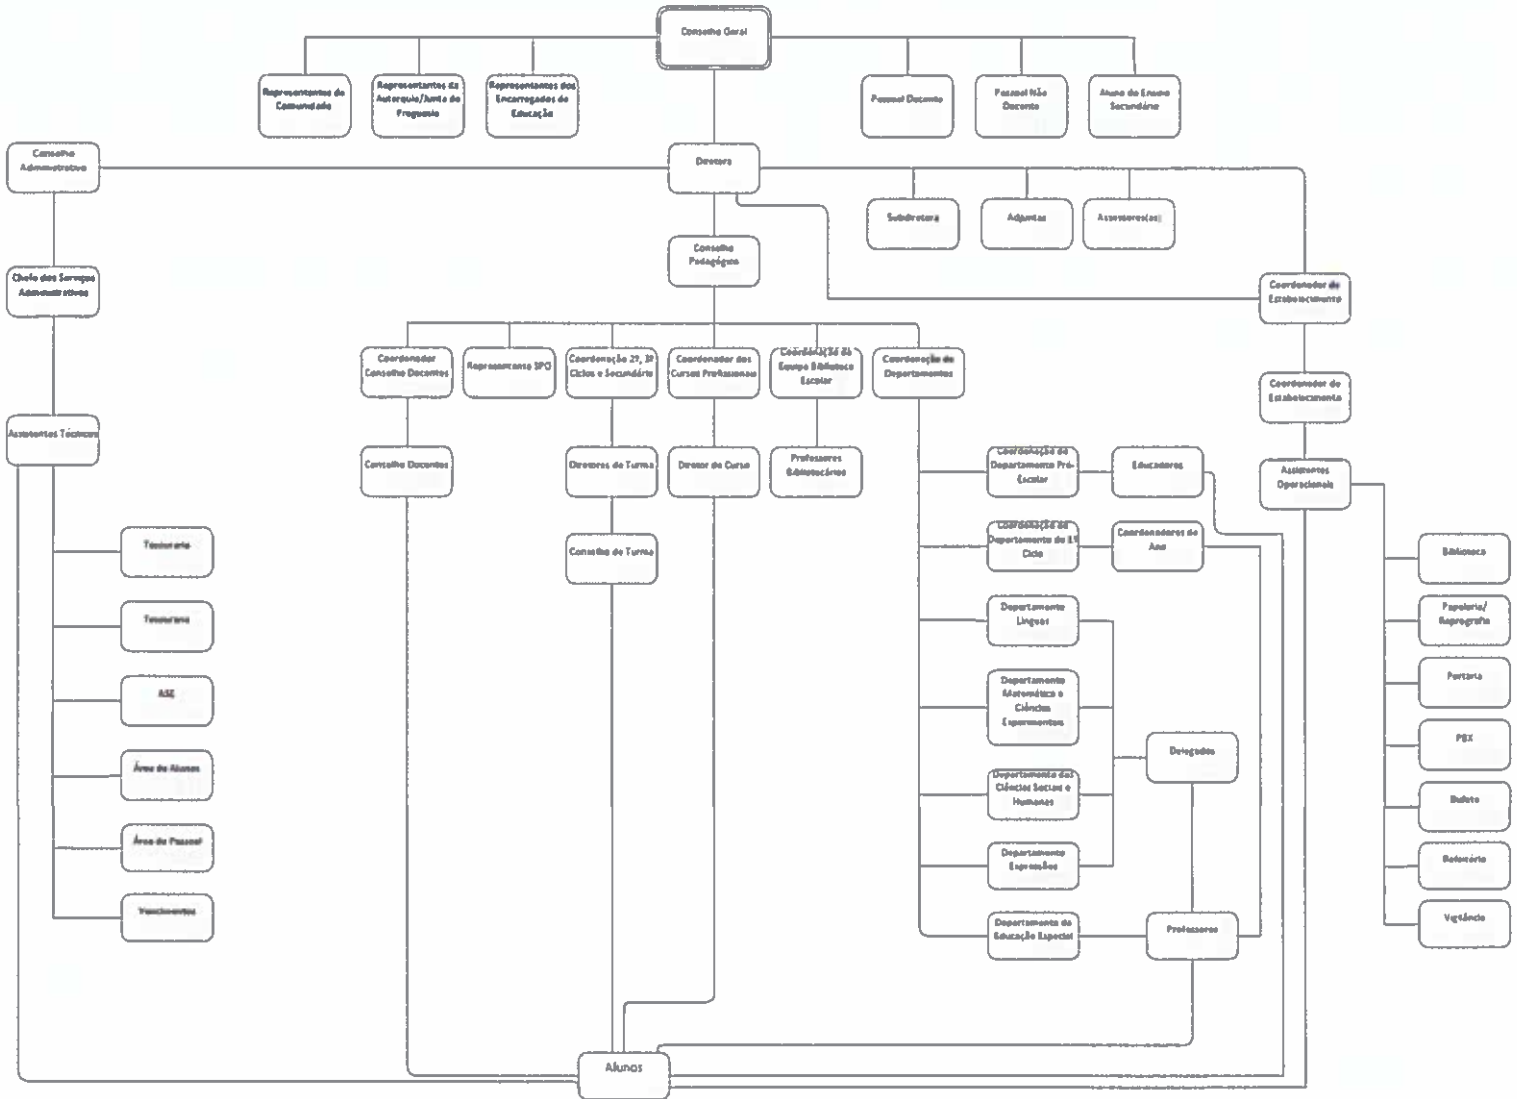 Conselho Geral
Representantes da
Comunidade
Representantes da
Autarquia/Junta de
Freguesia
Representantes dos
Encarregados de
Educação
Pessoal Docente
Pessoal Não
Docente
Aluno do Ensino
Secundário
Conselho
Administrativo
Diretora
Subdiretora
Adjuntas
Assessores(as)
Conselho
Pedagógico
Chefe dos Serviços
Administrativos
Coordenador de
Estabelecimento
Coordenador
Conselho Docentes
Representante SPO
Coordenação 2º, 3º
Ciclos e Secundário
Coordenador dos
Cursos Profissionais
Coordenação da
Equipa Biblioteca
Escolar
Coordenação de
Departamentos
Coordenador de
Estabelecimento
Assistentes Técnicos
Conselho Docentes
Diretores de Turma
Diretor de Curso
Professores
Bibliotecários
Coordenação do
Departamento Pré-
Escolar
Educadores
Assistentes
Operacionais
Tesouraria
Conselho de Turma
Coordenação do
Departamento do 1º
Ciclo
Coordenadores de
Ano
Biblioteca
Tesouraria
Departamento
Línguas
Papelaria/
Reprografia
ASE
Departamento
Matemática e
Ciências
Experimentais
Portaria
Área de Alunos
Delegados
PBX
Departamento das
Ciências Sociais e
Humanas
Bufete
Área de Pessoal
Departamento
Expressões
Refeitório
Vencimentos
Departamento de
Educação Especial
Professores
Vigilância
Alunos